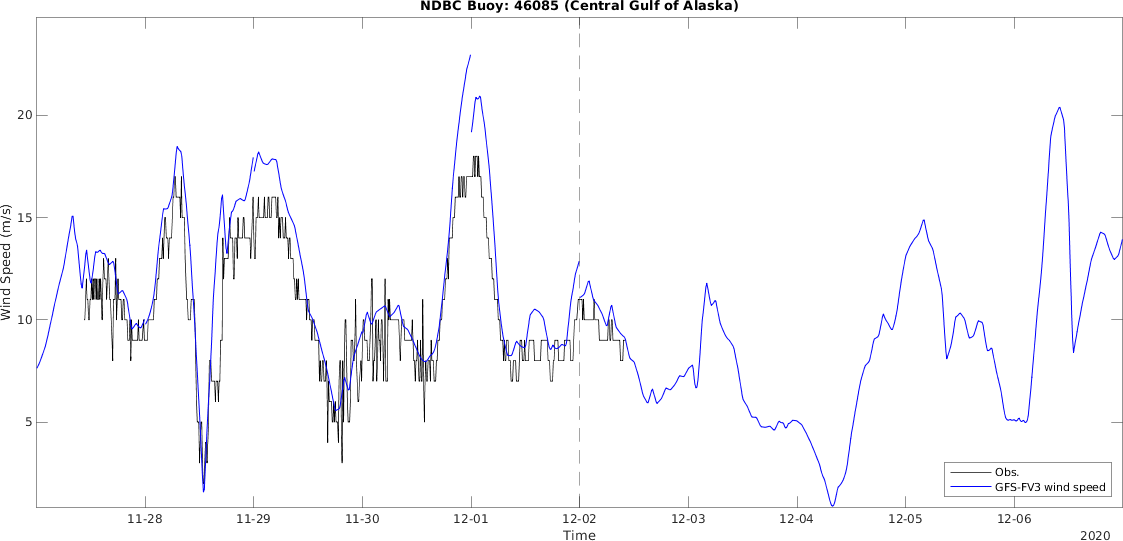 NDBC Buoy: 46085 (Central Gulf of Alaska)
Wind Speed (m/s)
20
15
10
5
Obs.
GFS-FV3 wind speed
11-28 11-29 11-30 12-01 12-02 12-03 12-04 12-05 12-06
Time
2020